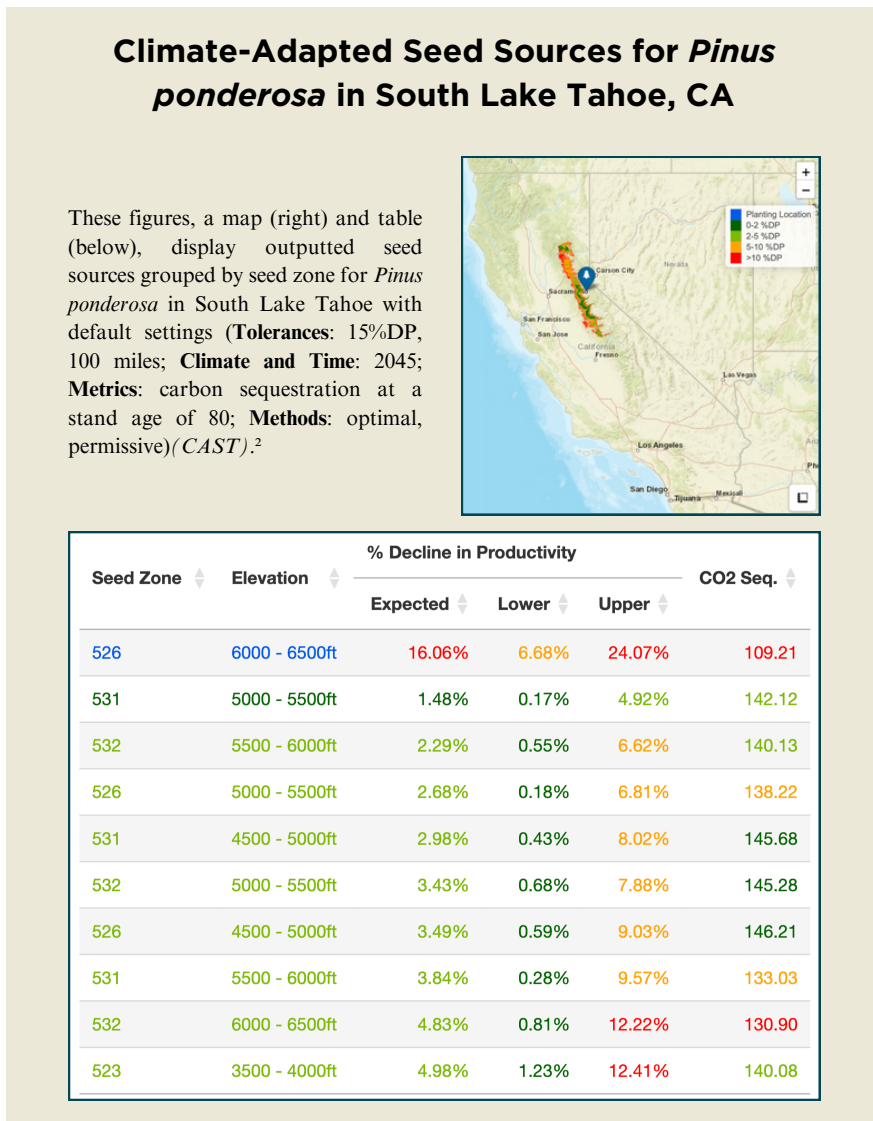 Climate-Adapted Seed Sources for Pinus
ponderosa in South Lake Tahoe, CA
These figures, a map (right) and table
(below), display outputted seed
sources grouped by seed zone for Pinus
ponderosa in South Lake Tahoe with
default settings (Tolerances: 15%DP,
100 miles; Climate and Time: 2045;
Metrics: carbon sequestration at a
stand age of 80; Methods: optimal,
permissive)(CAST).²
+
−
Planting Location
0-2 %DP
2-5 %DP
5-10 %DP
>10 %DP
Carson City
Nevada
Sacram
San Francisco
San Jose
California
Fresno
Las Vegas
Los Angeles
San Diego
Tijuana
Mexicali
% Decline in Productivity
Seed Zone Elevation CO2 Seq.
Expected Lower Upper
526 6000 - 6500ft 16.06% 6.68% 24.07% 109.21
531 5000 - 5500ft 1.48% 0.17% 4.92% 142.12
532 5500 - 6000ft 2.29% 0.55% 6.62% 140.13
526 5000 - 5500ft 2.68% 0.18% 6.81% 138.22
531 4500 - 5000ft 2.98% 0.43% 8.02% 145.68
532 5000 - 5500ft 3.43% 0.68% 7.88% 145.28
526 4500 - 5000ft 3.49% 0.59% 9.03% 146.21
531 5500 - 6000ft 3.84% 0.28% 9.57% 133.03
532 6000 - 6500ft 4.83% 0.81% 12.22% 130.90
523 3500 - 4000ft 4.98% 1.23% 12.41% 140.08